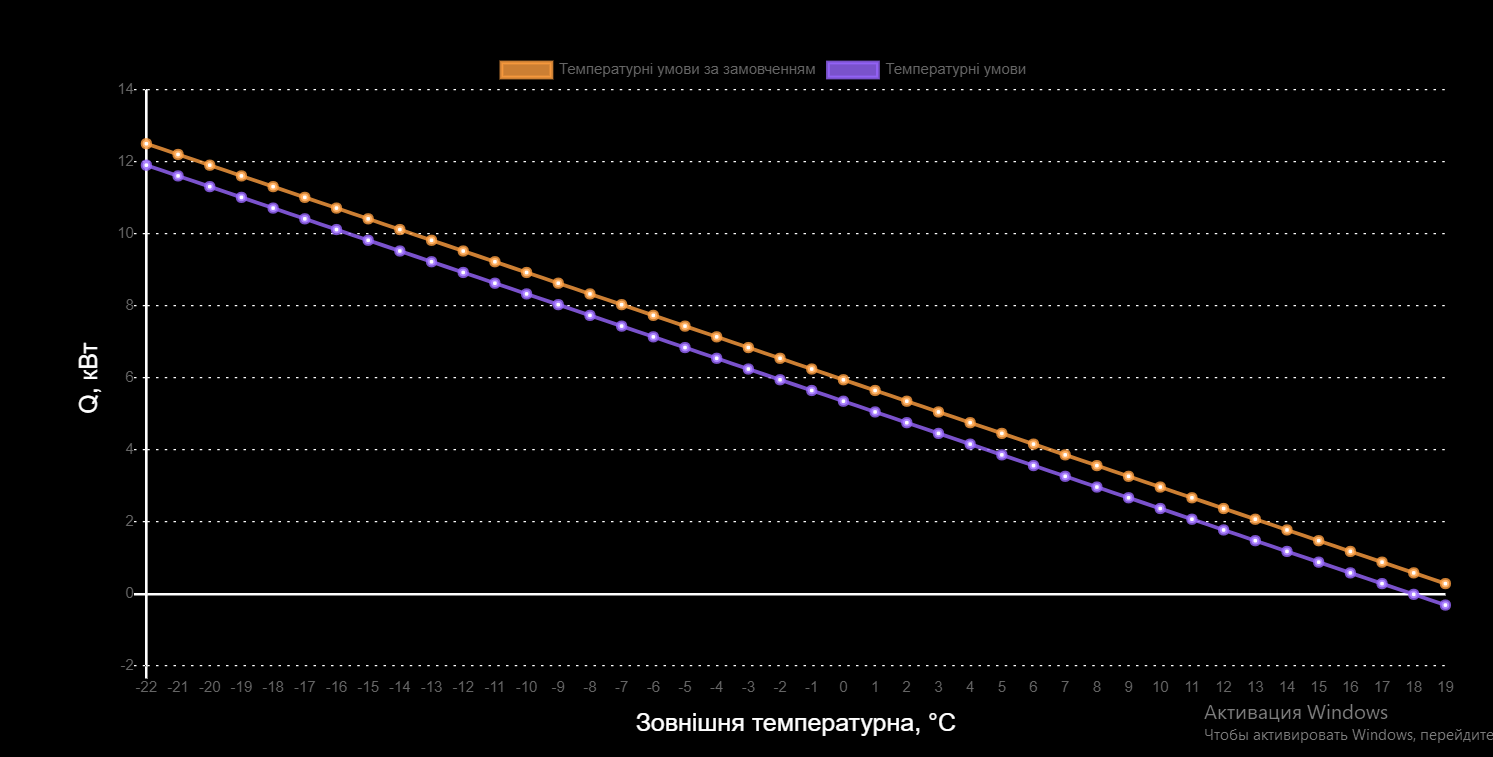 Температурні умови за замовченням Температурні умови
14
12
10
8
6
4
2
0
-2
Q, кВт
-22 -21 -20 -19 -18 -17 -16 -15 -14 -13 -12 -11 -10 -9 -8 -7 -6 -5 -4 -3 -2 -1 0 1 2 3 4 5 6 7 8 9 10 11 12 13 14 15 16 17 18 19
Зовнішня температурна, °C
Активация Windows
Чтобы активировать Windows, перейдите